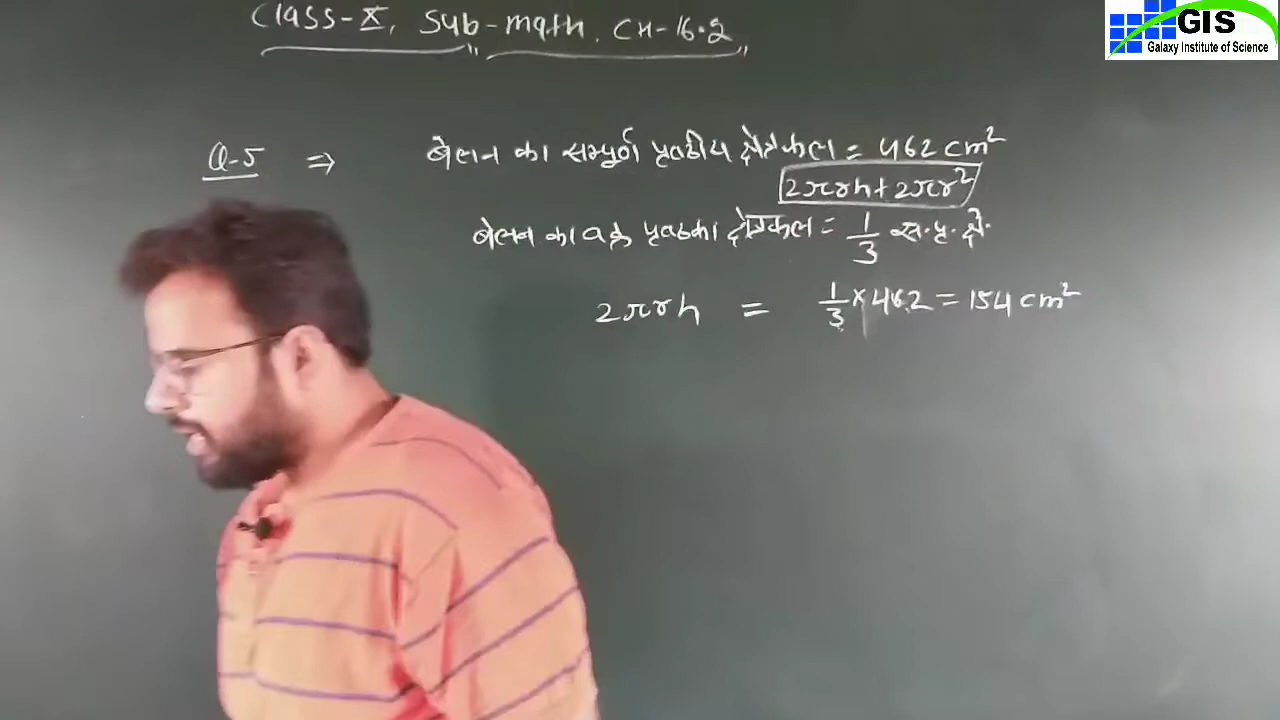 Class-X, Sub-math, CH-16.2
GIS
Galaxy Institute of Science
Q-5 ⇒ बेलन का सम्पूर्ण पृष्ठीय क्षेत्रफल = 462 cm²
2πrh + 2πr²
बेलन का वक्र पृष्ठ का क्षेत्रफल = 1/3 स.पृ.क्षे.
2πrh = 1/3 × 462 = 154 cm²